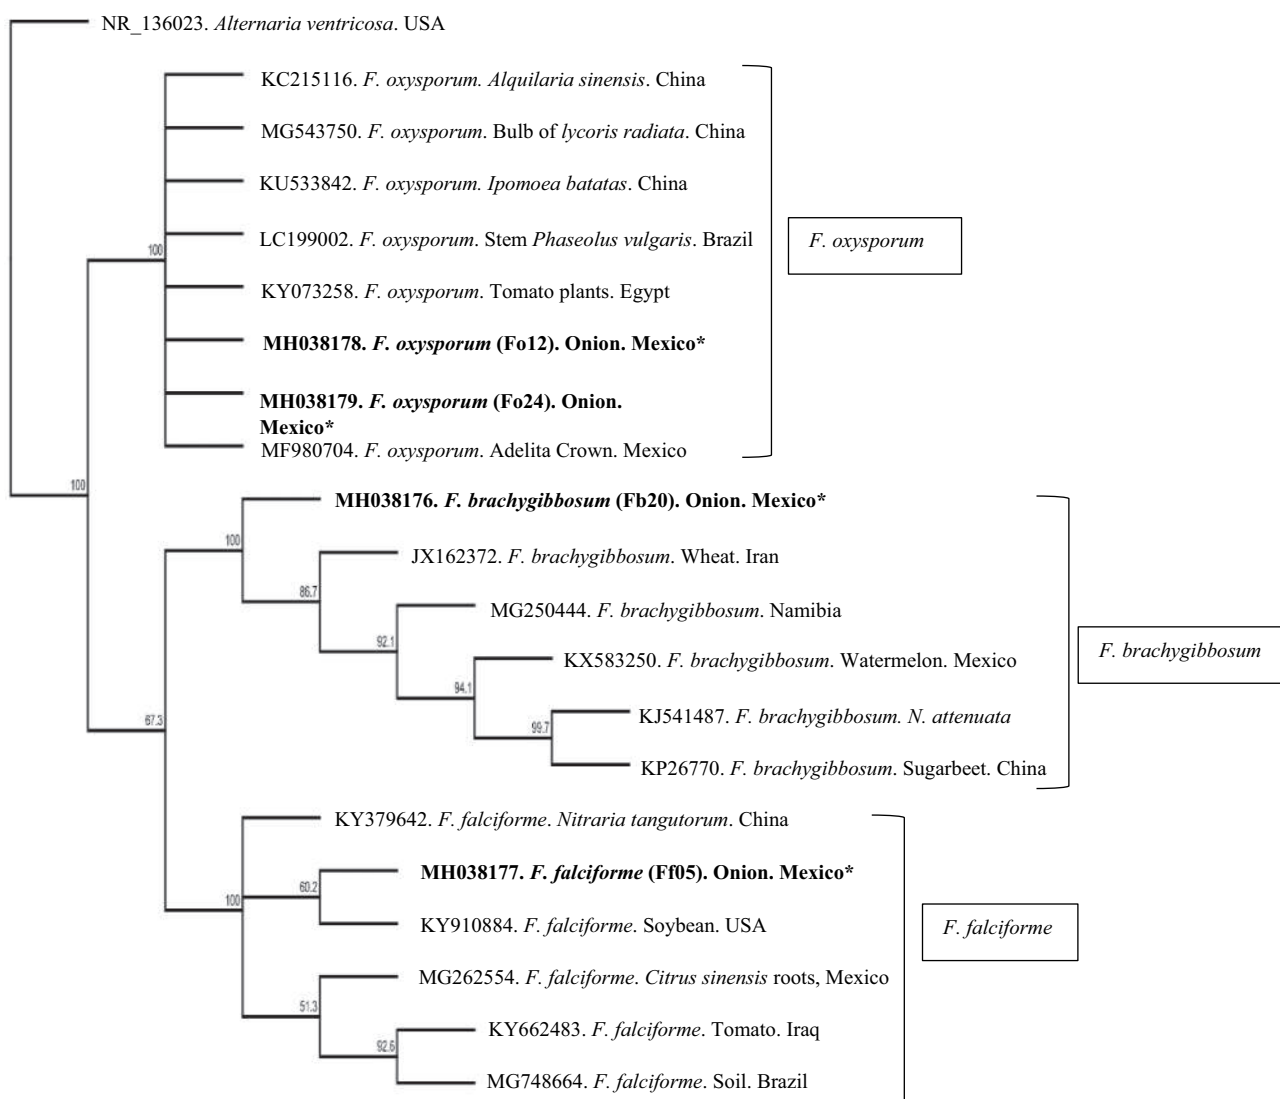 NR_136023. Alternaria ventricosa. USA
KC215116. F. oxysporum. Alquilaria sinensis. China
MG543750. F. oxysporum. Bulb of lycoris radiata. China
KU533842. F. oxysporum. Ipomoea batatas. China
LC199002. F. oxysporum. Stem Phaseolus vulgaris. Brazil
F. oxysporum
100
KY073258. F. oxysporum. Tomato plants. Egypt
MH038178. F. oxysporum (Fo12). Onion. Mexico*
MH038179. F. oxysporum (Fo24). Onion.
Mexico*
MF980704. F. oxysporum. Adelita Crown. Mexico
100
MH038176. F. brachygibbosum (Fb20). Onion. Mexico*
100
JX162372. F. brachygibbosum. Wheat. Iran
86.7
MG250444. F. brachygibbosum. Namibia
92.1
KX583250. F. brachygibbosum. Watermelon. Mexico
F. brachygibbosum
94.1
KJ541487. F. brachygibbosum. N. attenuata
67.3
99.7
KP26770. F. brachygibbosum. Sugarbeet. China
KY379642. F. falciforme. Nitraria tangutorum. China
MH038177. F. falciforme (Ff05). Onion. Mexico*
60.2
100
KY910884. F. falciforme. Soybean. USA
F. falciforme
MG262554. F. falciforme. Citrus sinensis roots, Mexico
51.3
KY662483. F. falciforme. Tomato. Iraq
92.6
MG748664. F. falciforme. Soil. Brazil